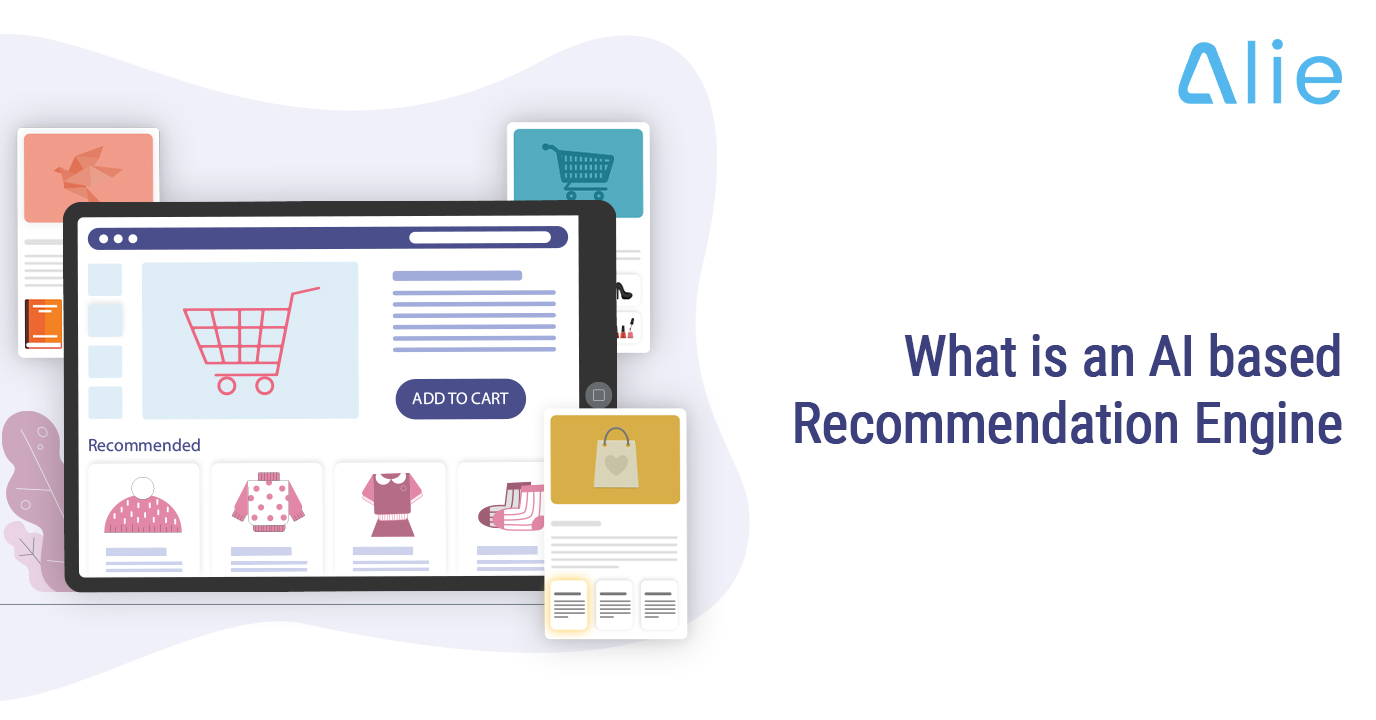 Alie
What is an AI based
Recommendation Engine
ADD TO CART
Recommended